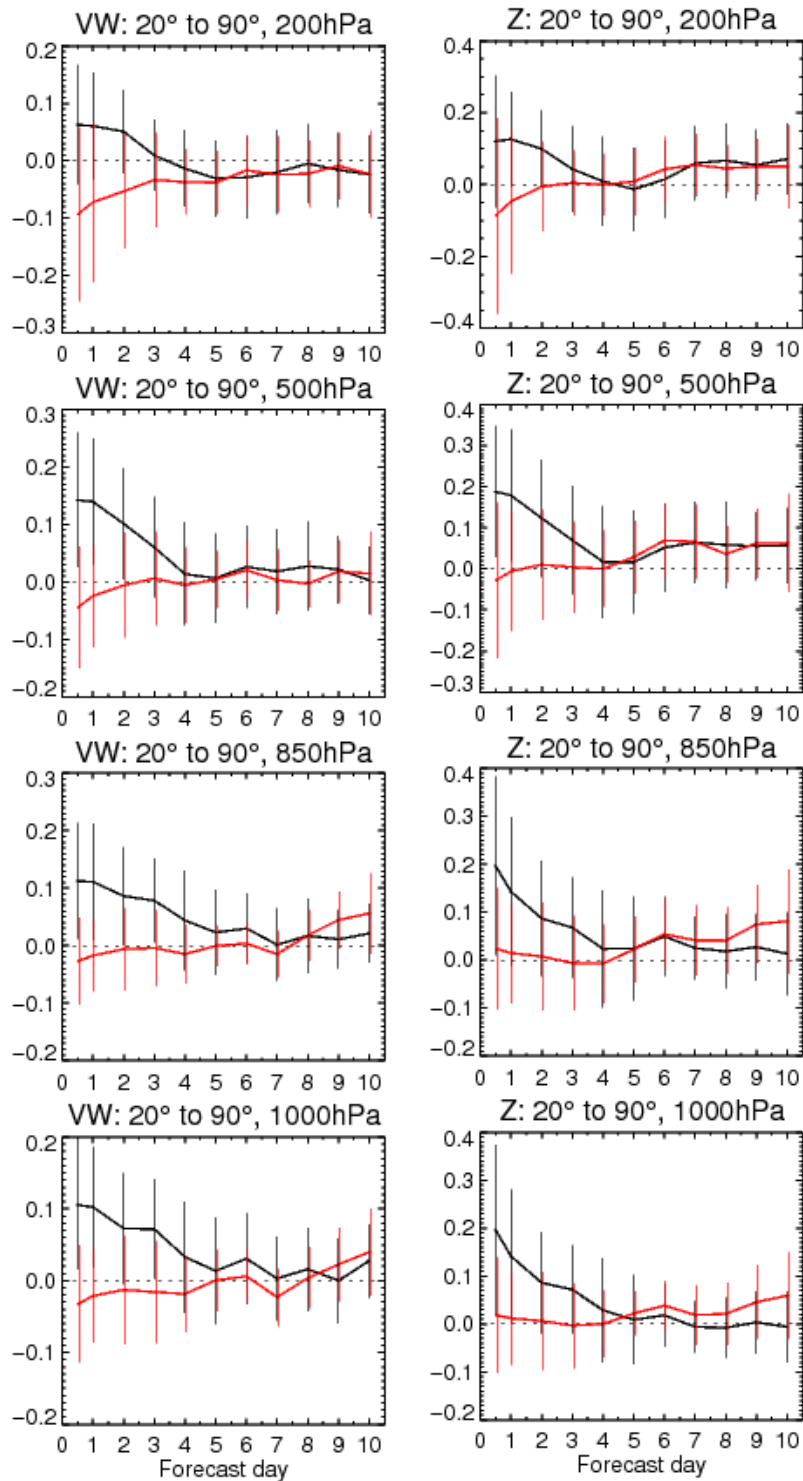 VW: 20° to 90°, 200hPa
0.2
0.1
0.0
−0.1
−0.2
−0.3
0 1 2 3 4 5 6 7 8 9 10
Z: 20° to 90°, 200hPa
0.4
0.2
0.0
−0.2
−0.4
0 1 2 3 4 5 6 7 8 9 10
VW: 20° to 90°, 500hPa
0.3
0.2
0.1
0.0
−0.1
−0.2
0 1 2 3 4 5 6 7 8 9 10
Z: 20° to 90°, 500hPa
0.4
0.3
0.2
0.1
0.0
−0.1
−0.2
−0.3
0 1 2 3 4 5 6 7 8 9 10
VW: 20° to 90°, 850hPa
0.3
0.2
0.1
0.0
−0.1
−0.2
0 1 2 3 4 5 6 7 8 9 10
Z: 20° to 90°, 850hPa
0.4
0.3
0.2
0.1
0.0
−0.1
−0.2
0 1 2 3 4 5 6 7 8 9 10
VW: 20° to 90°, 1000hPa
0.2
0.1
0.0
−0.1
−0.2
0 1 2 3 4 5 6 7 8 9 10
Forecast day
Z: 20° to 90°, 1000hPa
0.4
0.3
0.2
0.1
0.0
−0.1
−0.2
0 1 2 3 4 5 6 7 8 9 10
Forecast day